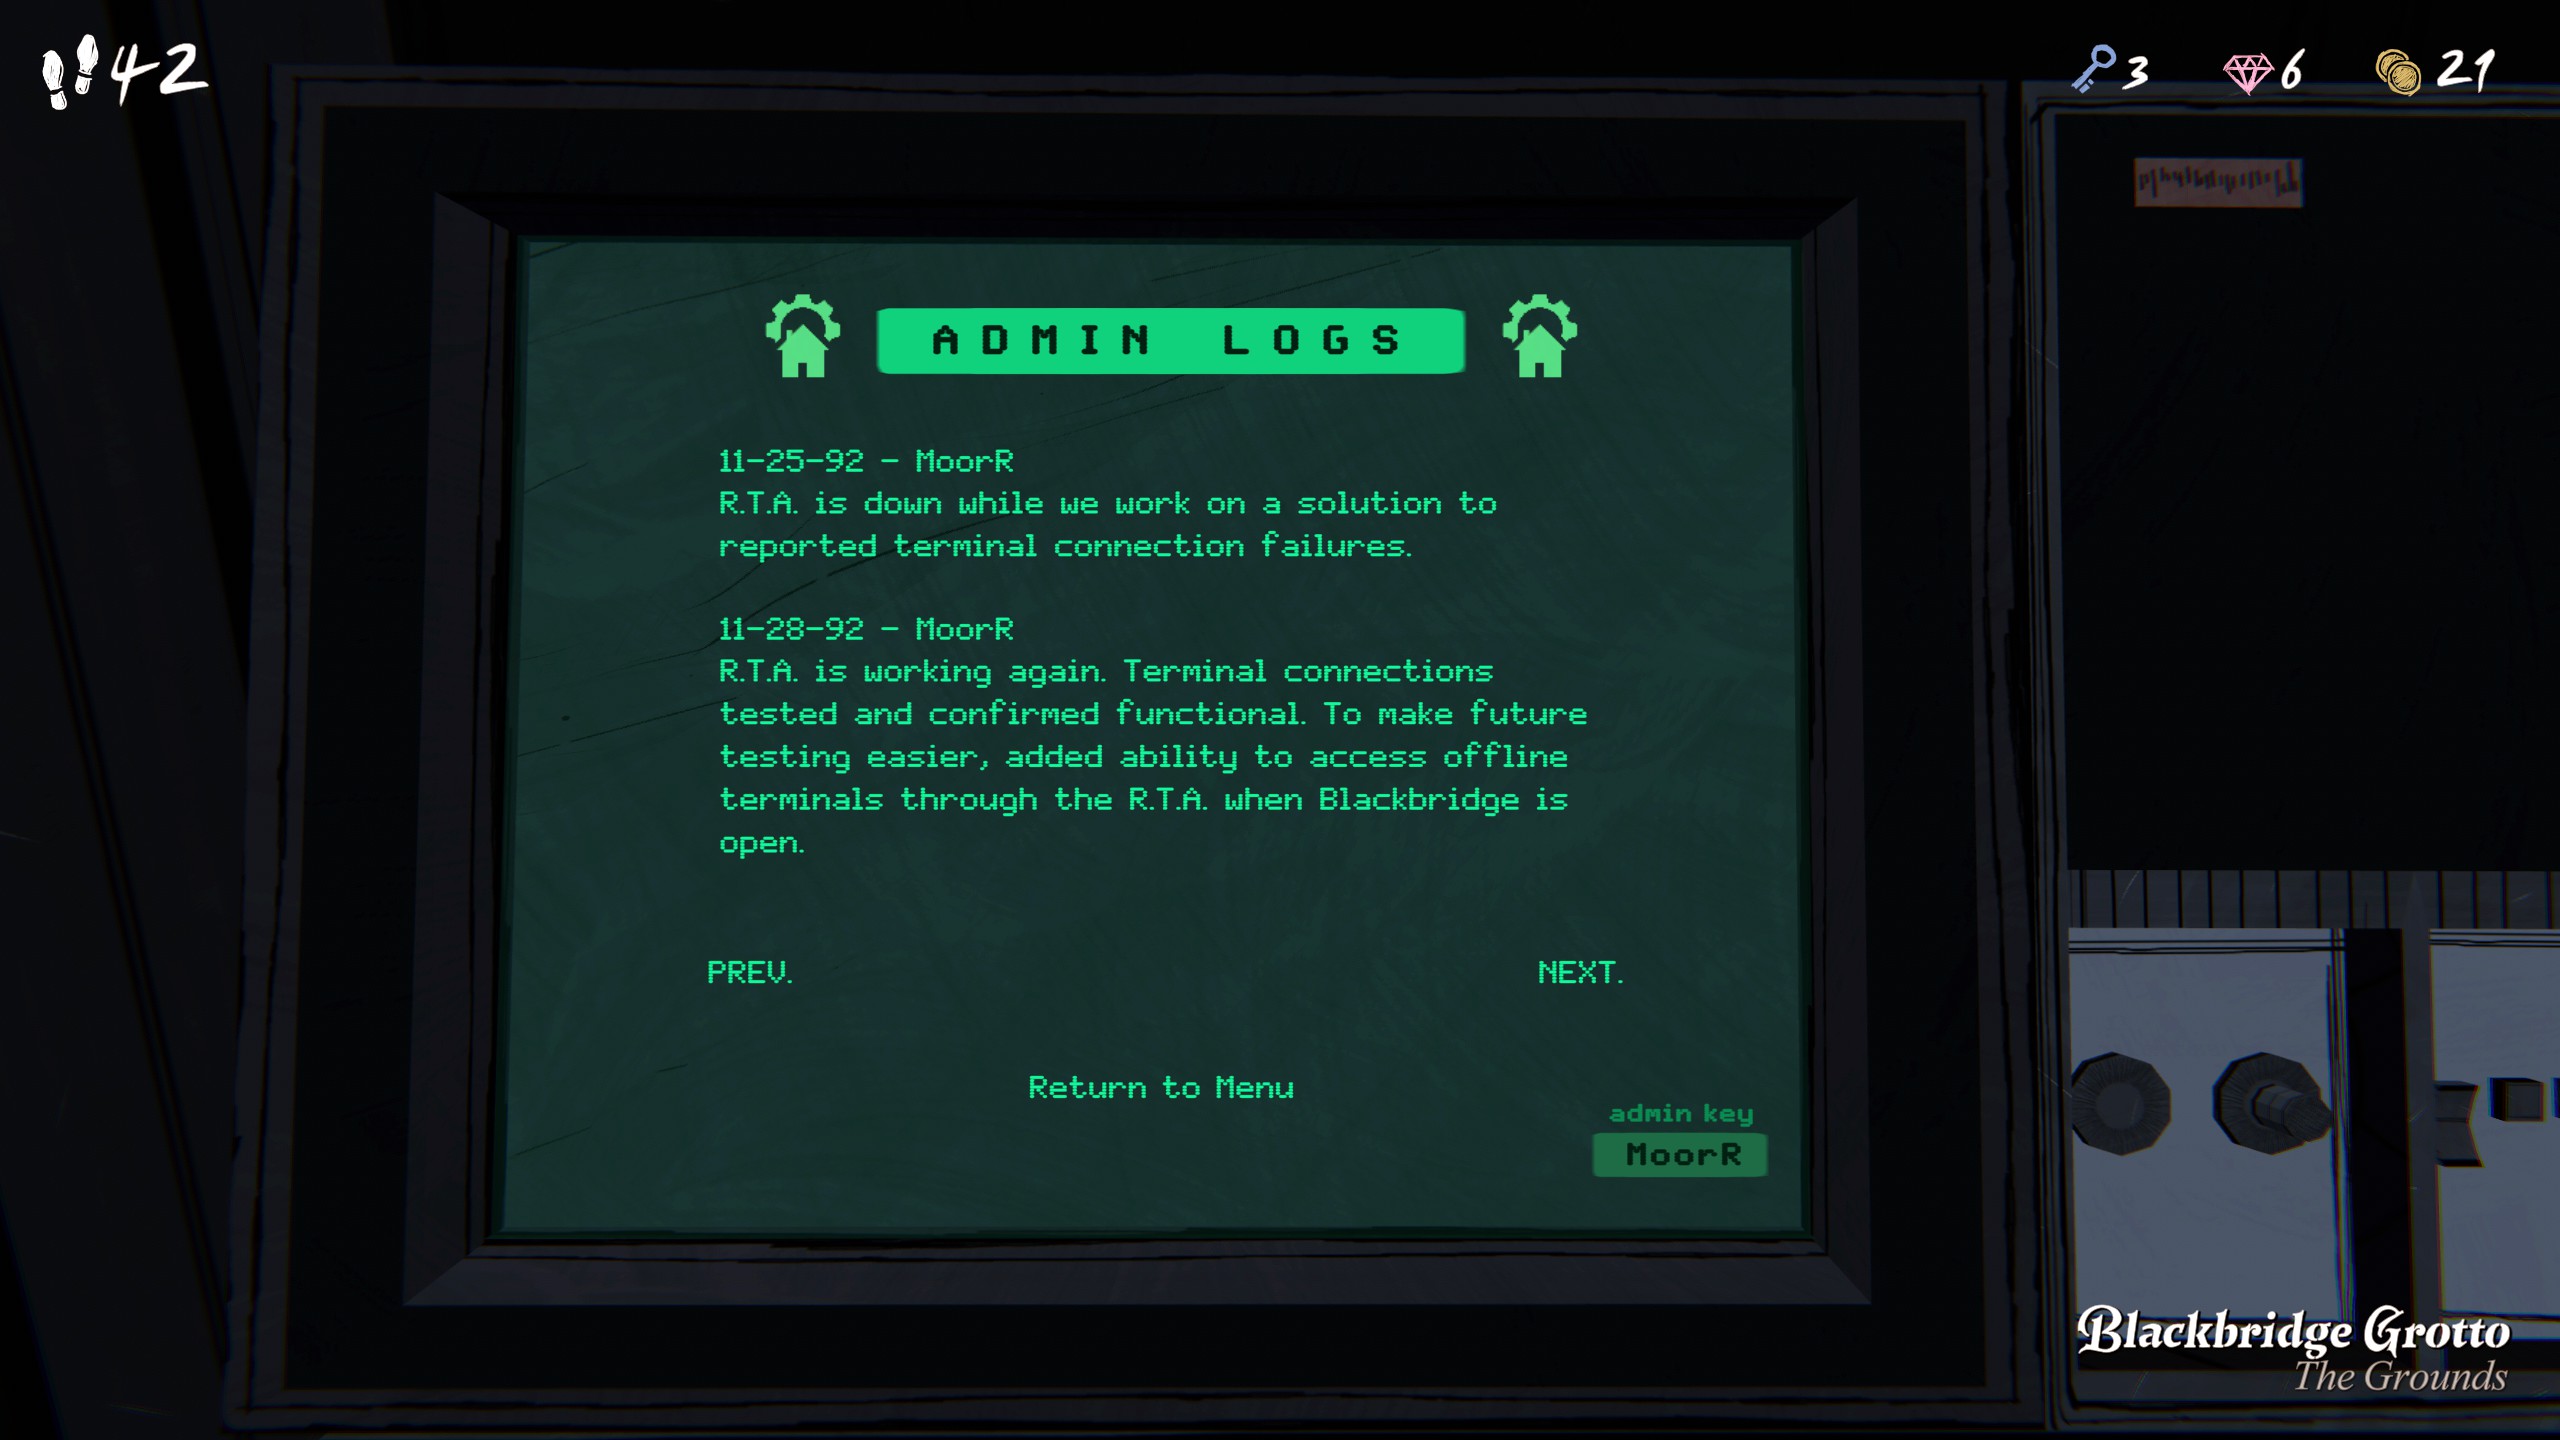 42
3
6
21
ADMIN LOGS
11-25-92 - MoorR
R.T.A. is down while we work on a solution to
reported terminal connection failures.
11-28-92 - MoorR
R.T.A. is working again. Terminal connections
tested and confirmed functional. To make future
testing easier, added ability to access offline
terminals through the R.T.A. when Blackbridge is
open.
PREV.
NEXT.
Return to Menu
admin key
MoorR
Blackbridge Grotto
The Grounds